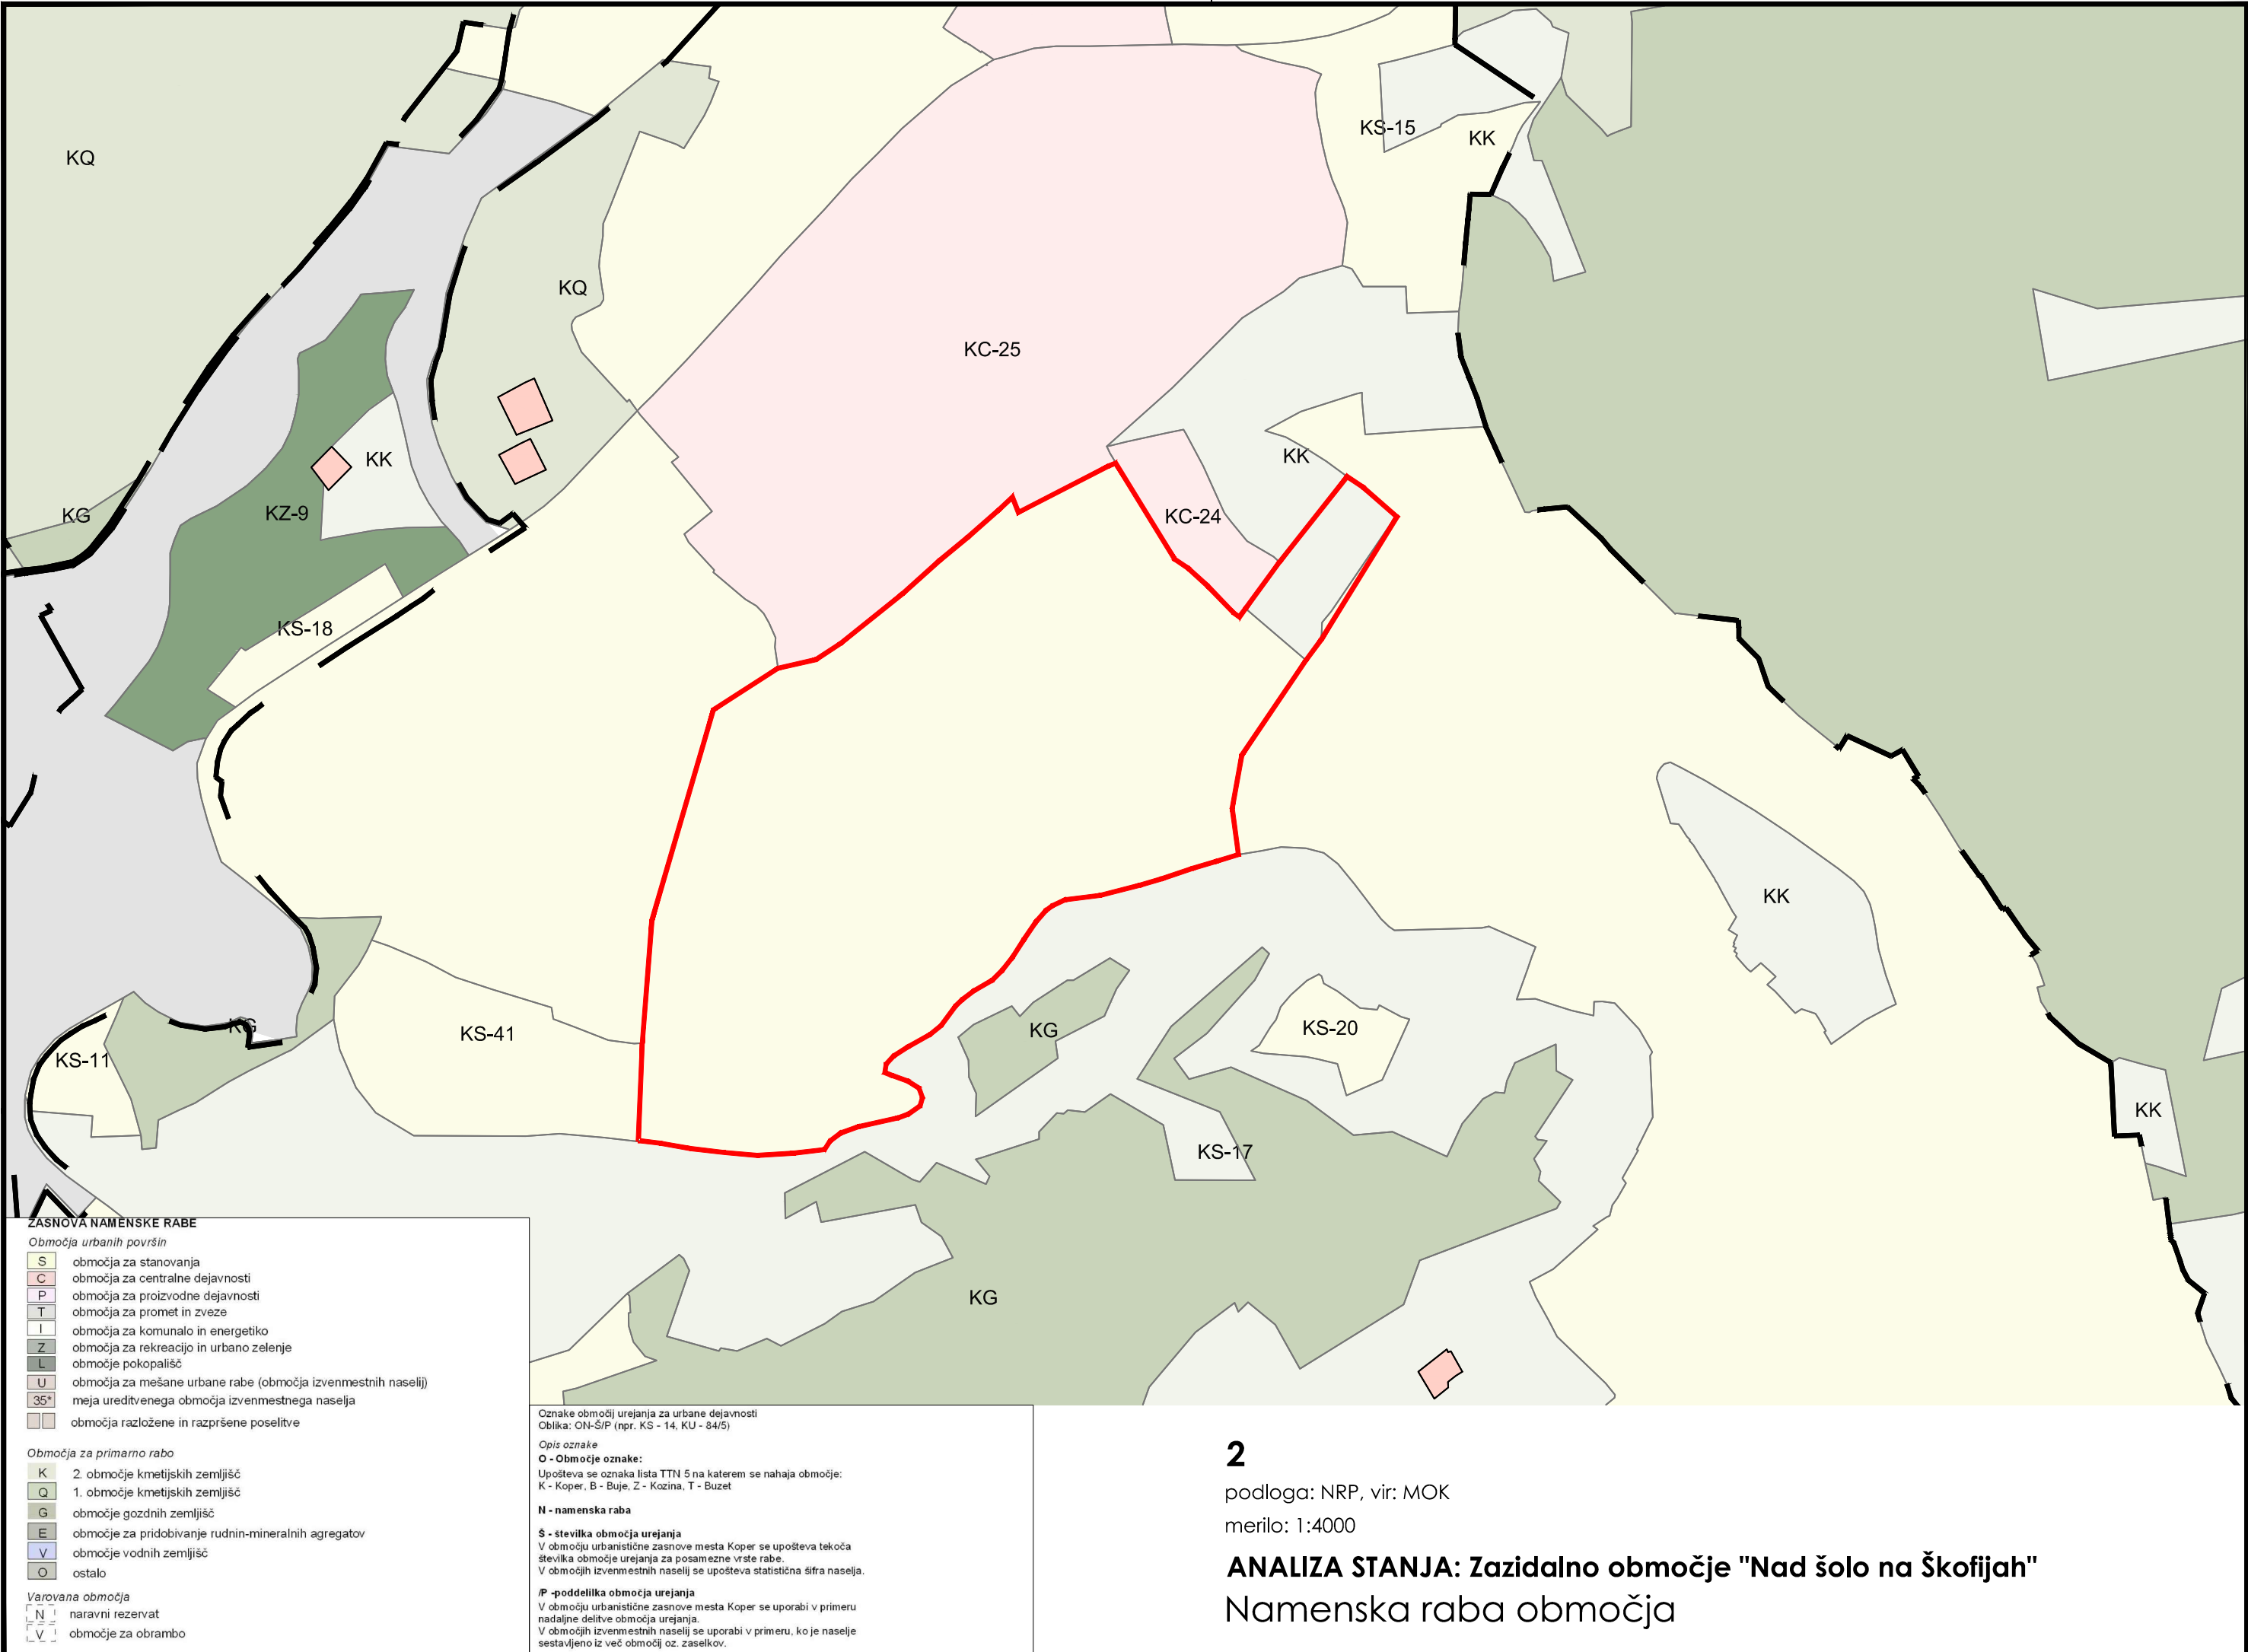 KQ
KS-15
KK
KQ
KC-25
KK
KK
KG
KZ-9
KC-24
KS-18
KK
KG
KS-41
KG
KS-20
KS-11
KK
KS-17
KG
ZASNOVA NAMENSKE RABE
Območja urbanih površin
S območja za stanovanja
C območja za centralne dejavnosti
P območja za proizvodne dejavnosti
T območja za promet in zveze
I območja za komunalo in energetiko
Z območja za rekreacijo in urbano zelenje
L območje pokopališč
U območja za mešane urbane rabe (območja izvenmestnih naselij)
35* meja ureditvenega območja izvenmestnega naselja
območja razložene in razpršene poselitve
Območja za primarno rabo
K 2. območje kmetijskih zemljišč
Q 1. območje kmetijskih zemljišč
G območje gozdnih zemljišč
E območje za pridobivanje rudnin-mineralnih agregatov
V območje vodnih zemljišč
O ostalo
Varovana območja
N naravni rezervat
V območje za obrambo
Oznake območij urejanja za urbane dejavnosti
Oblika: ON-Š/P (npr. KS - 14, KU - 84/5)
Opis oznake
O - Območje oznake:
Upošteva se oznaka lista TTN 5 na katerem se nahaja območje:
K - Koper, B - Buje, Z - Kozina, T - Buzet
N - namenska raba
Š - številka območja urejanja
V območju urbanistične zasnove mesta Koper se upošteva tekoča
številka območje urejanja za posamezne vrste rabe.
V območjih izvenmestnih naselij se upošteva statistična šifra naselja.
/P -poddelilka območja urejanja
V območju urbanistične zasnove mesta Koper se uporabi v primeru
nadaljne delitve območja urejanja.
V območjih izvenmestnih naselij se uporabi v primeru, ko je naselje
sestavljeno iz več območij oz. zaselkov.
2
podloga: NRP, vir: MOK
merilo: 1:4000
ANALIZA STANJA: Zazidalno območje "Nad šolo na Škofijah"
Namenska raba območja